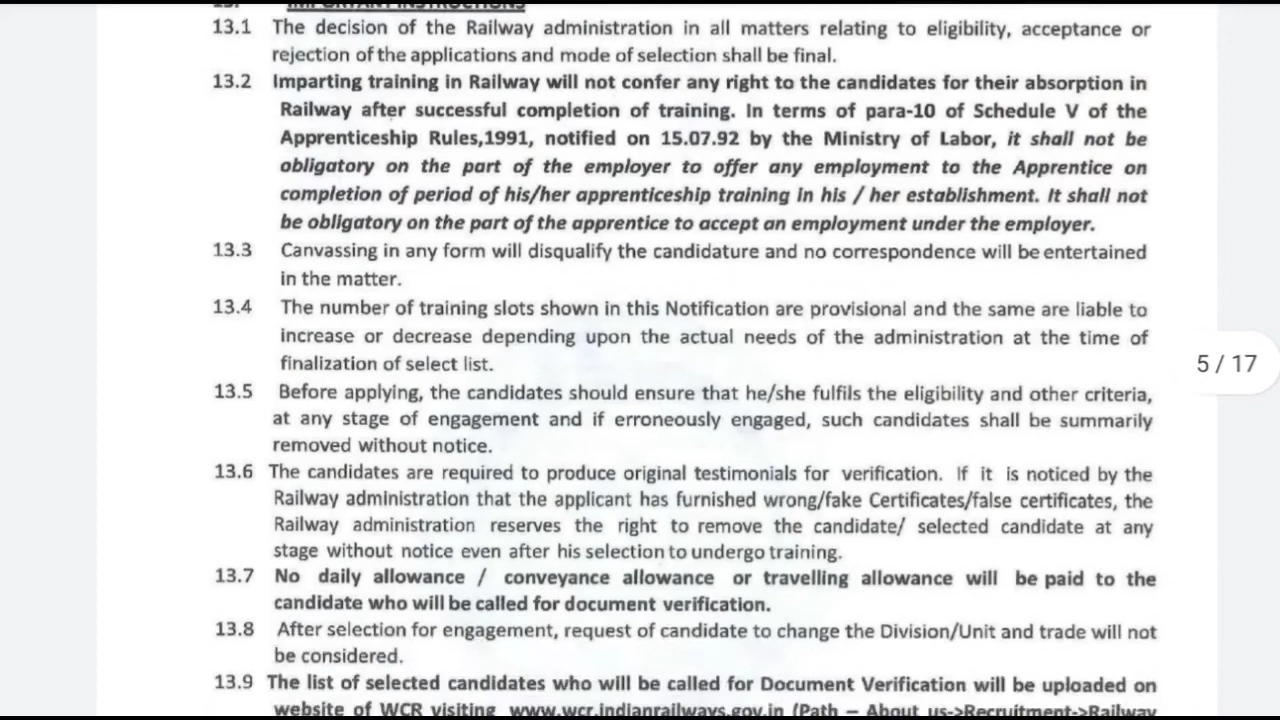 13. IMPORTANT INSTRUCTIONS
13.1 The decision of the Railway administration in all matters relating to eligibility, acceptance or
rejection of the applications and mode of selection shall be final.
13.2 Imparting training in Railway will not confer any right to the candidates for their absorption in
Railway after successful completion of training. In terms of para-10 of Schedule V of the
Apprenticeship Rules,1991, notified on 15.07.92 by the Ministry of Labor, it shall not be
obligatory on the part of the employer to offer any employment to the Apprentice on
completion of period of his/her apprenticeship training in his / her establishment. It shall not
be obligatory on the part of the apprentice to accept an employment under the employer.
13.3 Canvassing in any form will disqualify the candidature and no correspondence will be entertained
in the matter.
13.4 The number of training slots shown in this Notification are provisional and the same are liable to
increase or decrease depending upon the actual needs of the administration at the time of
finalization of select list.
5 / 17
13.5 Before applying, the candidates should ensure that he/she fulfils the eligibility and other criteria,
at any stage of engagement and if erroneously engaged, such candidates shall be summarily
removed without notice.
13.6 The candidates are required to produce original testimonials for verification. If it is noticed by the
Railway administration that the applicant has furnished wrong/fake Certificates/false certificates, the
Railway administration reserves the right to remove the candidate/ selected candidate at any
stage without notice even after his selection to undergo training.
13.7 No daily allowance / conveyance allowance or travelling allowance will be paid to the
candidate who will be called for document verification.
13.8 After selection for engagement, request of candidate to change the Division/Unit and trade will not
be considered.
13.9 The list of selected candidates who will be called for Document Verification will be uploaded on
website of WCR visiting www.wcr.indianrailways.gov.in (Path – About us->Recruitment->Railway